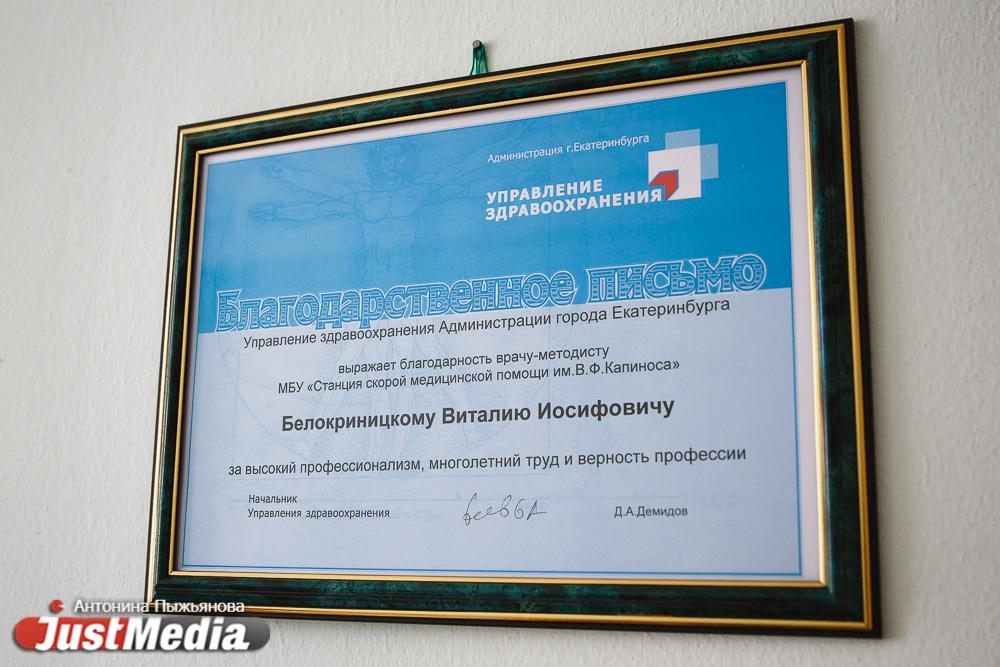 Администрация г.Екатеринбурга
УПРАВЛЕНИЕ
ЗДРАВООХРАНЕНИЯ
Благодарственное письмо
Управление здравоохранения Администрации города Екатеринбурга
выражает благодарность врачу-методисту
МБУ «Станция скорой медицинской помощи им.В.Ф.Капиноса»
Белокриницкому Виталию Иосифовичу
за высокий профессионализм, многолетний труд и верность профессии
Начальник
Управления здравоохранения
Д.А.Демидов
Антонина Пыжьянова
JustMedia